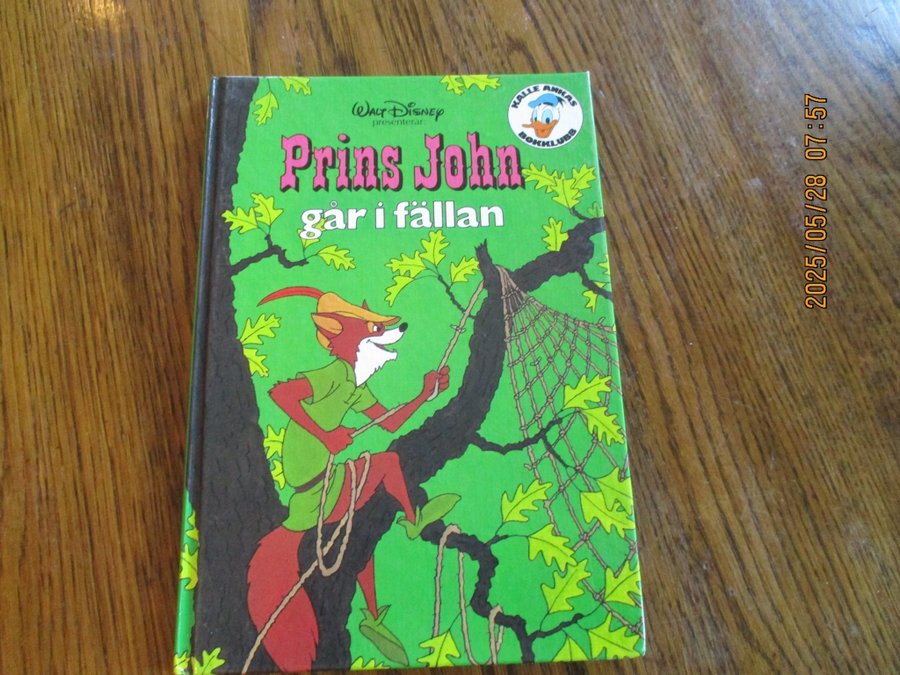 WALT DISNEY
presenterar:
KALLE ANKAS
BOKKLUBB
Prins John
går i fällan
2025/05/28 07:57